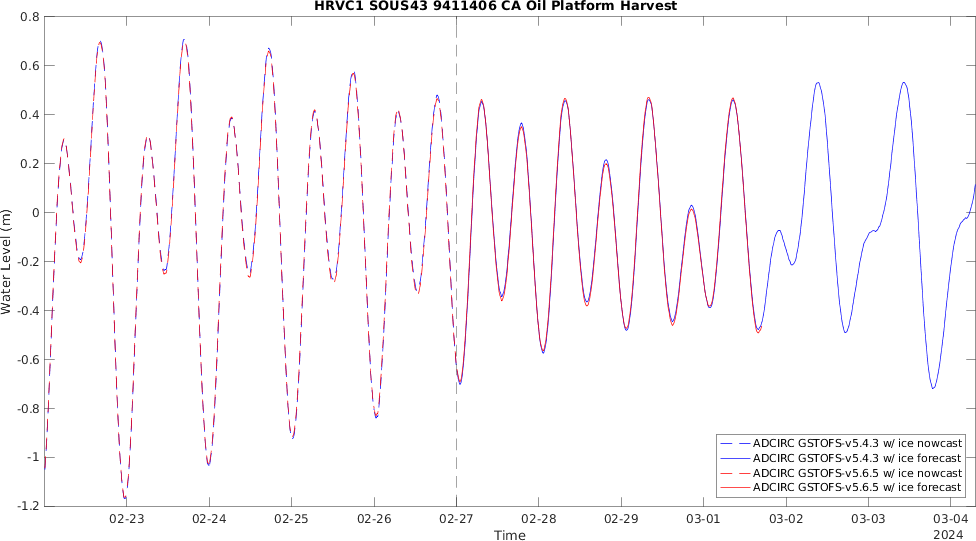 HRVC1 SOUS43 9411406 CA Oil Platform Harvest
0.8
0.6
0.4
0.2
0
-0.2
-0.4
-0.6
-0.8
-1
-1.2
Water Level (m)
ADCIRC GSTOFS-v5.4.3 w/ ice nowcast
ADCIRC GSTOFS-v5.4.3 w/ ice forecast
ADCIRC GSTOFS-v5.6.5 w/ ice nowcast
ADCIRC GSTOFS-v5.6.5 w/ ice forecast
02-23 02-24 02-25 02-26 02-27 02-28 02-29 03-01 03-02 03-03 03-04
Time 2024